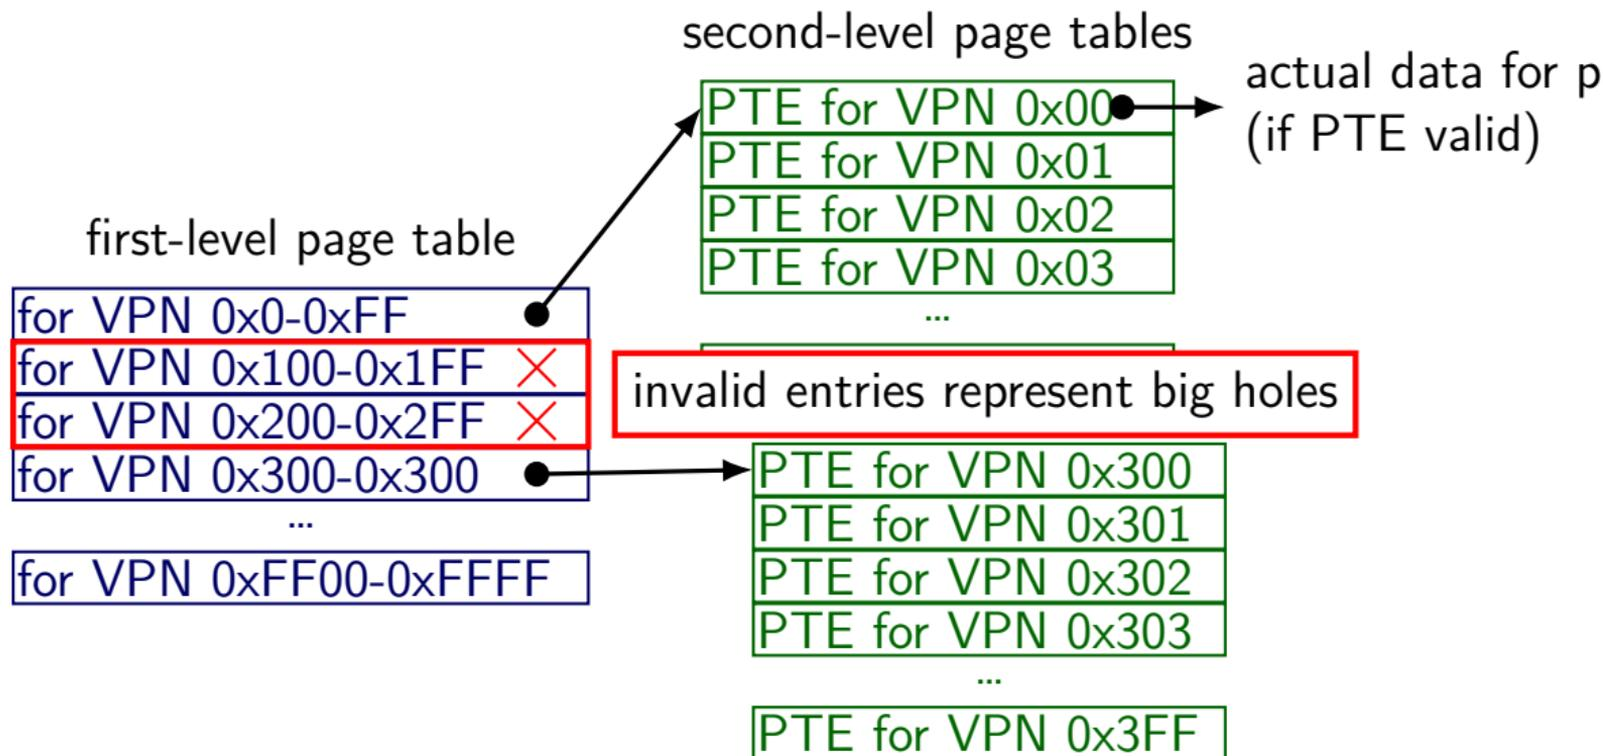 second-level page tables
PTE for VPN 0x00
PTE for VPN 0x01
PTE for VPN 0x02
PTE for VPN 0x03
...
actual data for p
(if PTE valid)
first-level page table
for VPN 0x0-0xFF
for VPN 0x100-0x1FF
for VPN 0x200-0x2FF
for VPN 0x300-0x300
...
for VPN 0xFF00-0xFFFF
invalid entries represent big holes
PTE for VPN 0x300
PTE for VPN 0x301
PTE for VPN 0x302
PTE for VPN 0x303
...
PTE for VPN 0x3FF